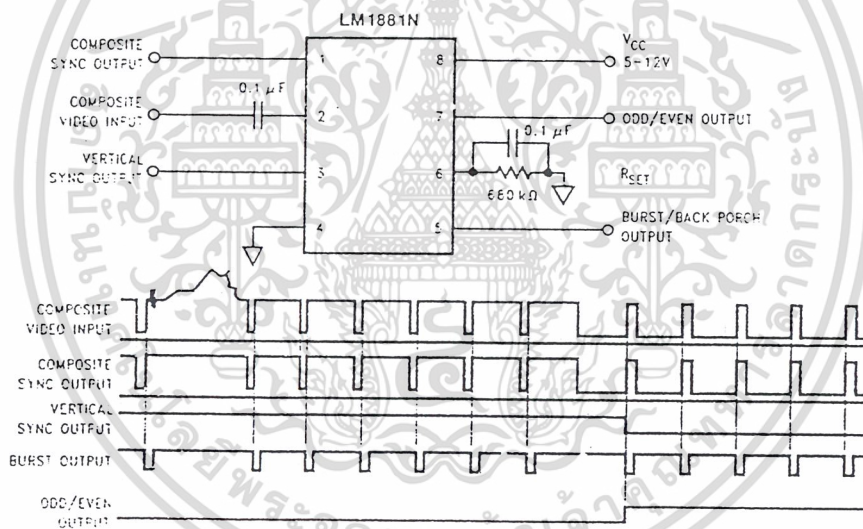 LM1881N
COMPOSITE
SYNC OUTPUT
1
8
VCC
5-12V
0.1 µF
COMPOSITE
VIDEO INPUT
2
7
ODD/EVEN OUTPUT
0.1 µF
VERTICAL
SYNC OUTPUT
3
6
680 kΩ
RSET
4
5
BURST/BACK PORCH
OUTPUT
COMPOSITE
VIDEO INPUT
COMPOSITE
SYNC OUTPUT
VERTICAL
SYNC OUTPUT
BURST OUTPUT
ODD/EVEN
OUTPUT